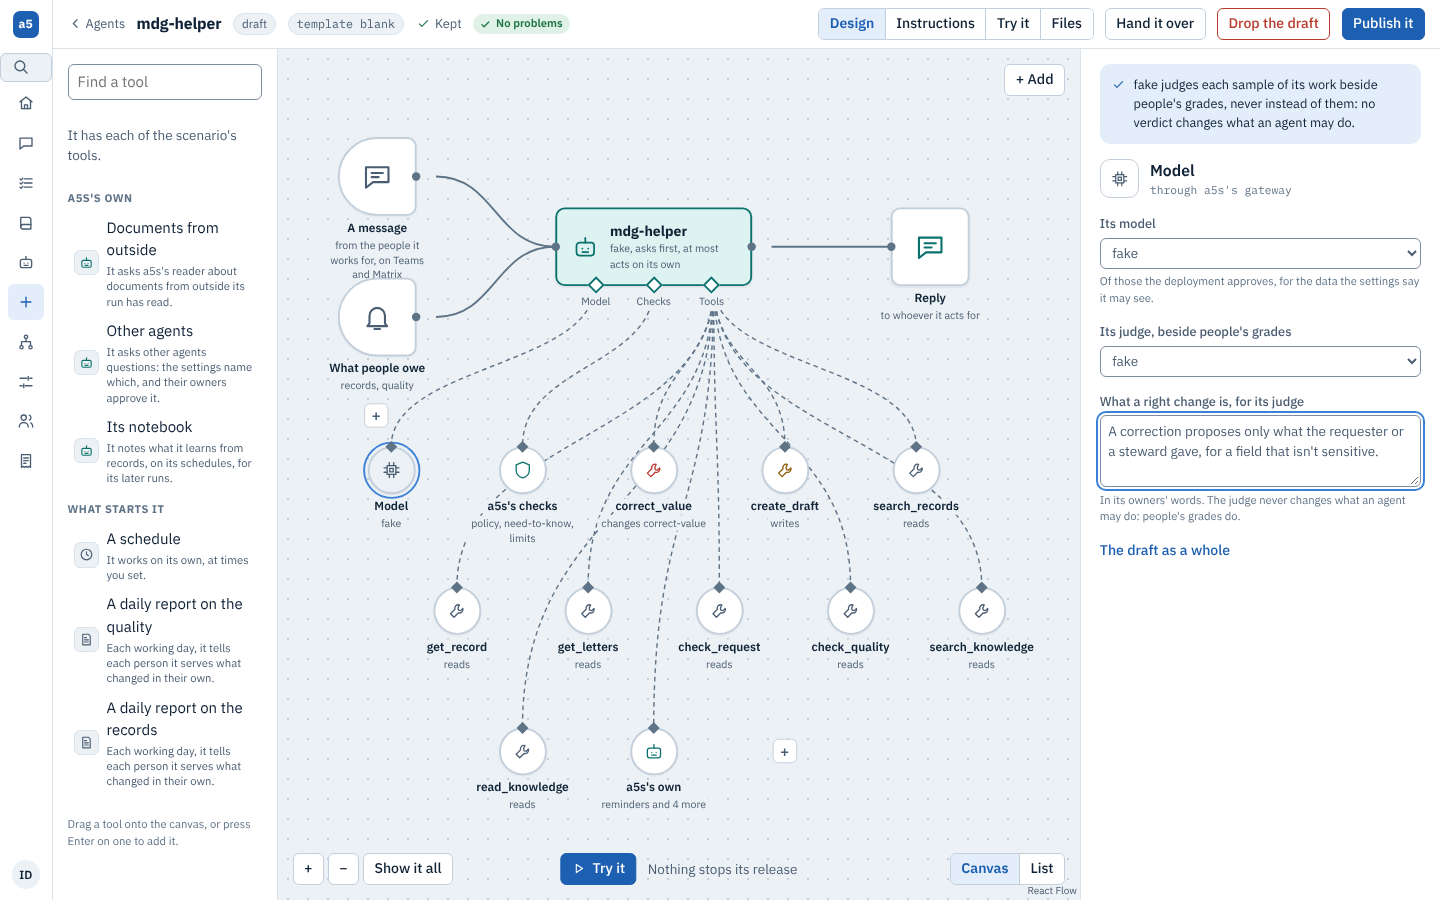 a5
Agents
mdg-helper
draft
template blank
Kept
No problems
Design
Instructions
Try it
Files
Hand it over
Drop the draft
Publish it
Find a tool
It has each of the scenario's
tools.
A5S'S OWN
Documents from
outside
It asks a5s's reader about
documents from outside its
run has read.
Other agents
It asks other agents
questions: the settings name
which, and their owners
approve it.
Its notebook
It notes what it learns from
records, on its schedules, for
its later runs.
WHAT STARTS IT
A schedule
It works on its own, at times
you set.
A daily report on the
quality
Each working day, it tells
each person it serves what
changed in their own.
A daily report on the
records
Each working day, it tells
each person it serves what
changed in their own.
Drag a tool onto the canvas, or press
Enter on one to add it.
ID
+ Add
A message
from the people it
works for, on Teams
and Matrix
What people owe
records, quality
+
mdg-helper
fake, asks first, at most
acts on its own
Model
Checks
Tools
Reply
to whoever it acts for
Model
fake
a5s's checks
policy, need-to-know,
limits
correct_value
changes correct-value
create_draft
writes
search_records
reads
get_record
reads
get_letters
reads
check_request
reads
check_quality
reads
search_knowledge
reads
read_knowledge
reads
a5s's own
reminders and 4 more
+
+
−
Show it all
Try it
Nothing stops its release
Canvas
List
React Flow
fake judges each sample of its work beside
people's grades, never instead of them: no
verdict changes what an agent may do.
Model
through a5s's gateway
Its model
fake
Of those the deployment approves, for the data the settings say
it may see.
Its judge, beside people's grades
fake
What a right change is, for its judge
A correction proposes only what the requester or
a steward gave, for a field that isn't sensitive.
In its owners' words. The judge never changes what an agent
may do: people's grades do.
The draft as a whole